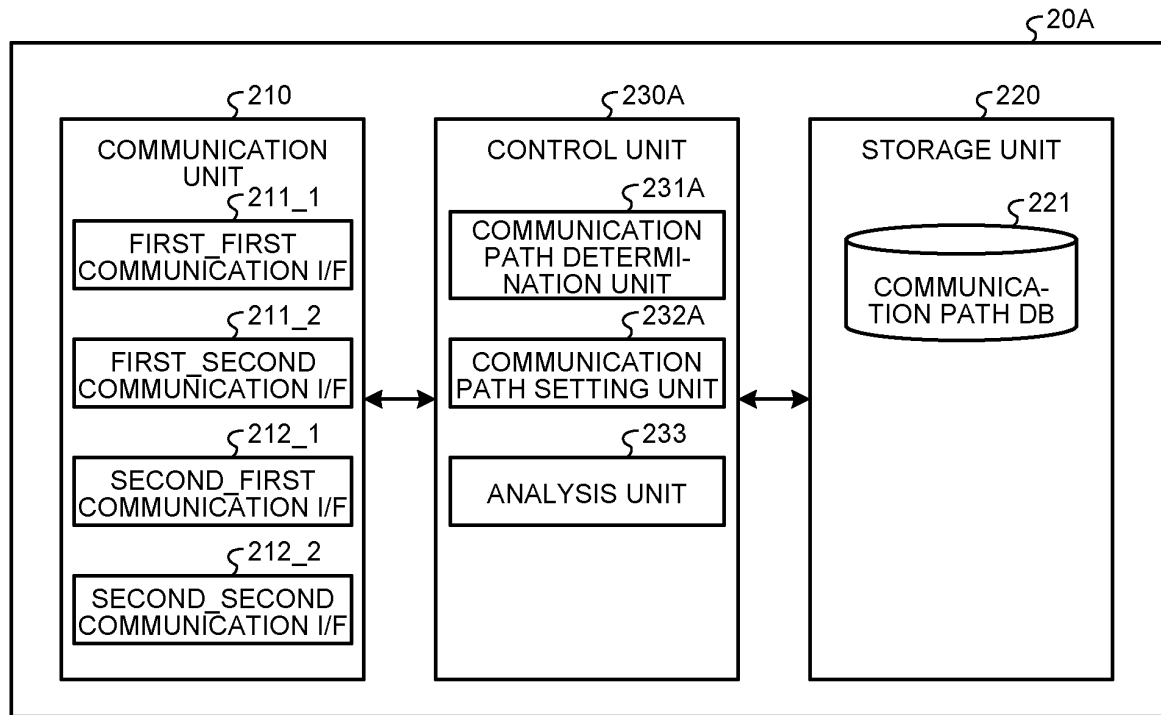 20A
210
COMMUNICATION
UNIT
211_1
FIRST_FIRST
COMMUNICATION I/F
211_2
FIRST_SECOND
COMMUNICATION I/F
212_1
SECOND_FIRST
COMMUNICATION I/F
212_2
SECOND_SECOND
COMMUNICATION I/F
230A
CONTROL UNIT
231A
COMMUNICATION
PATH DETERMI-
NATION UNIT
232A
COMMUNICATION
PATH SETTING UNIT
233
ANALYSIS UNIT
220
STORAGE UNIT
221
COMMUNICA-
TION PATH DB